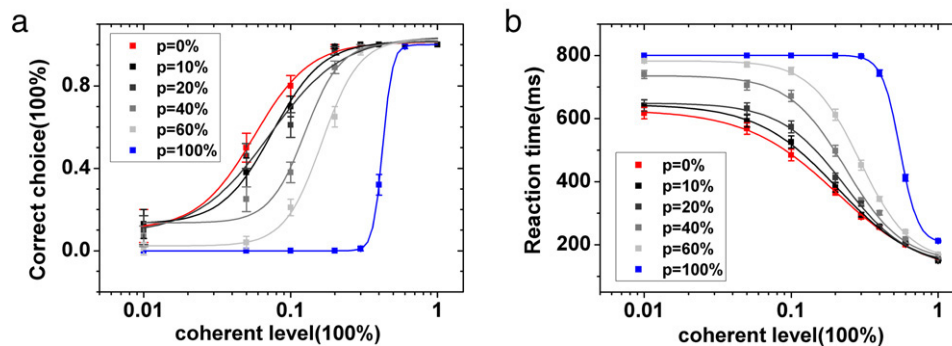 a
Correct choice(100%)
0.8
0.4
0.0
p=0%
p=10%
p=20%
p=40%
p=60%
p=100%
0.01
0.1
1
coherent level(100%)
b
Reaction time(ms)
800
600
400
200
p=0%
p=10%
p=20%
p=40%
p=60%
p=100%
0.01
0.1
1
coherent level(100%)